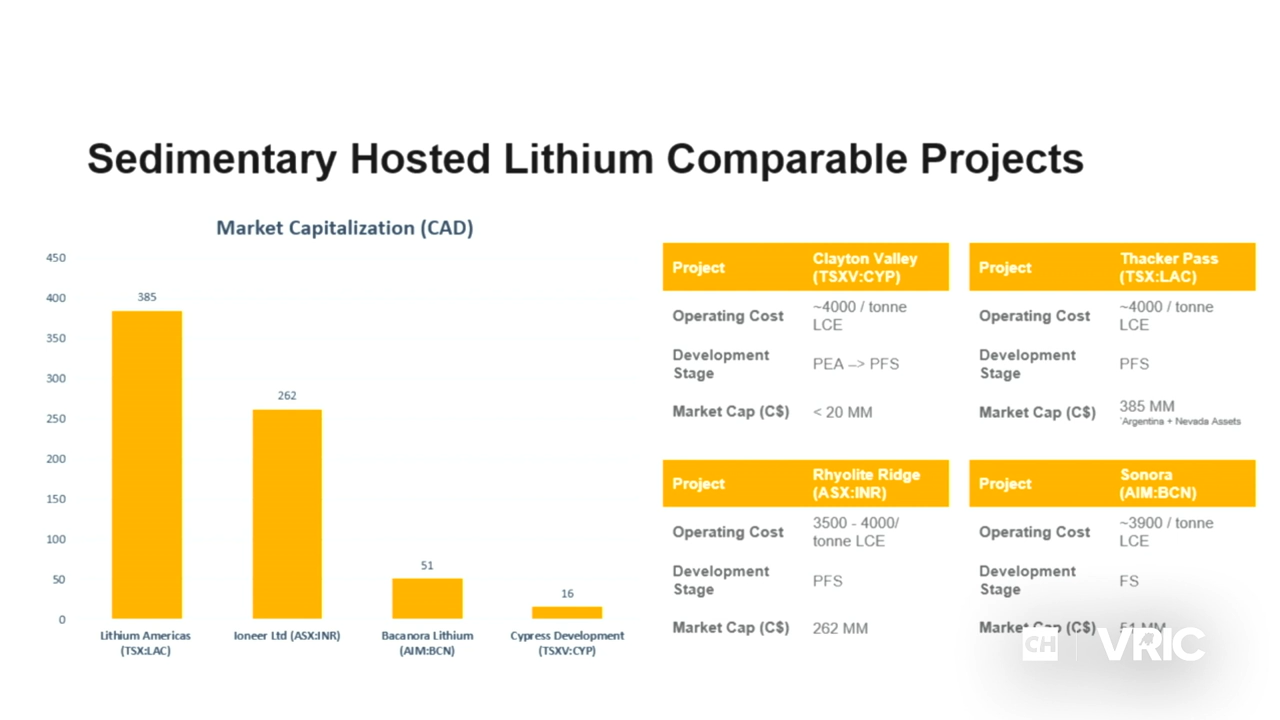 Sedimentary Hosted Lithium Comparable Projects
Market Capitalization (CAD)
450
400
350
300
250
200
150
100
50
0
385
262
51
16
Lithium Americas
(TSX:LAC)
Ioneer Ltd (ASX:INR)
Bacanora Lithium
(AIM:BCN)
Cypress Development
(TSXV:CYP)
Project
Clayton Valley
(TSXV:CYP)
Operating Cost
~4000 / tonne
LCE
Development
Stage
PEA –> PFS
Market Cap (C$)
< 20 MM
Project
Thacker Pass
(TSX:LAC)
Operating Cost
~4000 / tonne
LCE
Development
Stage
PFS
Market Cap (C$)
385 MM
*Argentina + Nevada Assets
Project
Rhyolite Ridge
(ASX:INR)
Operating Cost
3500 - 4000/
tonne LCE
Development
Stage
PFS
Market Cap (C$)
262 MM
Project
Sonora
(AIM:BCN)
Operating Cost
~3900 / tonne
LCE
Development
Stage
FS
Market Cap (C$)
51 MM
CH | VRIC